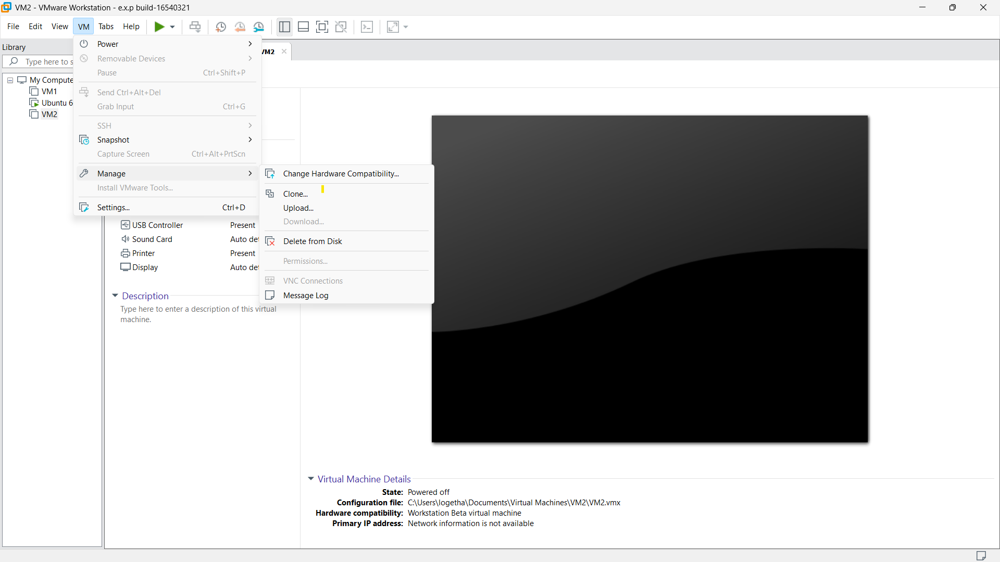 VM2 - VMware Workstation - e.x.p build-16540321
File Edit View VM Tabs Help
Library
Type here to s
My Compute
VM1
Ubuntu 6
VM2
VM2
Power
Removable Devices
Pause Ctrl+Shift+P
Send Ctrl+Alt+Del
Grab Input Ctrl+G
SSH
Snapshot
Capture Screen Ctrl+Alt+PrtScn
Manage
Install VMware Tools...
Settings... Ctrl+D
Change Hardware Compatibility...
Clone...
Upload...
Download...
Delete from Disk
Permissions...
VNC Connections
Message Log
USB Controller Present
Sound Card Auto det
Printer Present
Display Auto det
Description
Type here to enter a description of this virtual
machine.
Virtual Machine Details
State: Powered off
Configuration file: C:\Users\logetha\Documents\Virtual Machines\VM2\VM2.vmx
Hardware compatibility: Workstation Beta virtual machine
Primary IP address: Network information is not available